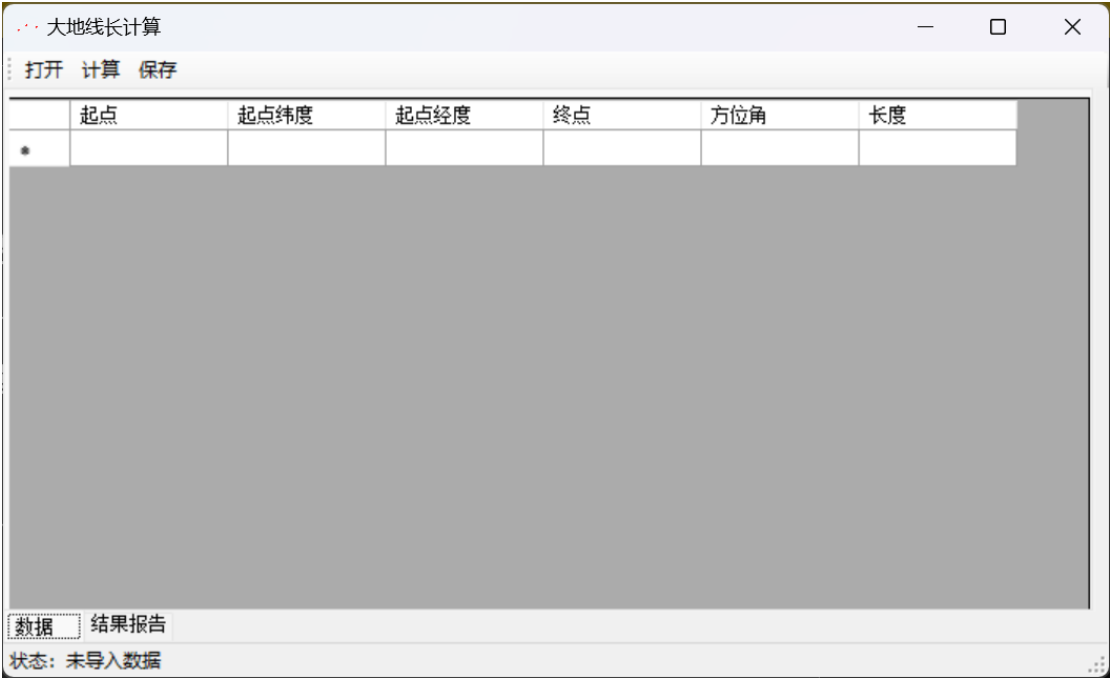 大地线长计算
打开 计算 保存
起点 起点纬度 起点经度 终点 方位角 长度
数据 结果报告
状态：未导入数据